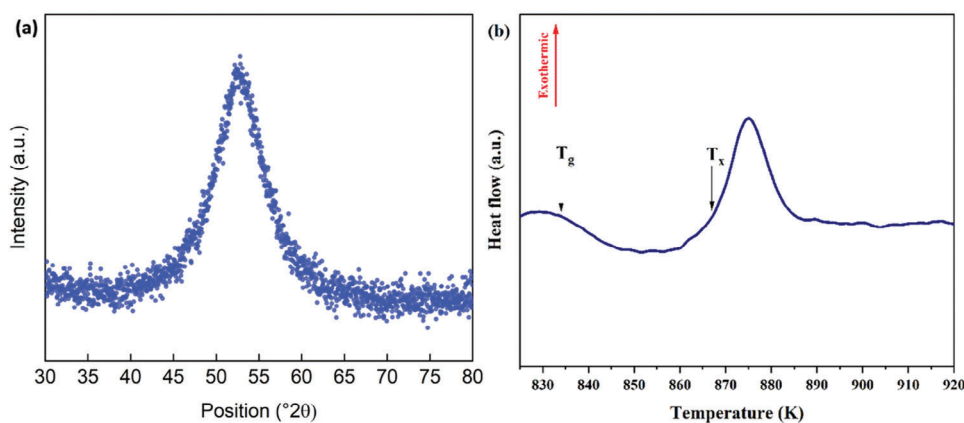 (a)
Intensity (a.u.)
30 35 40 45 50 55 60 65 70 75 80
Position (°2θ)
(b)
Exothermic
Heat flow (a.u.)
Tg
Tx
830 840 850 860 870 880 890 900 910 920
Temperature (K)